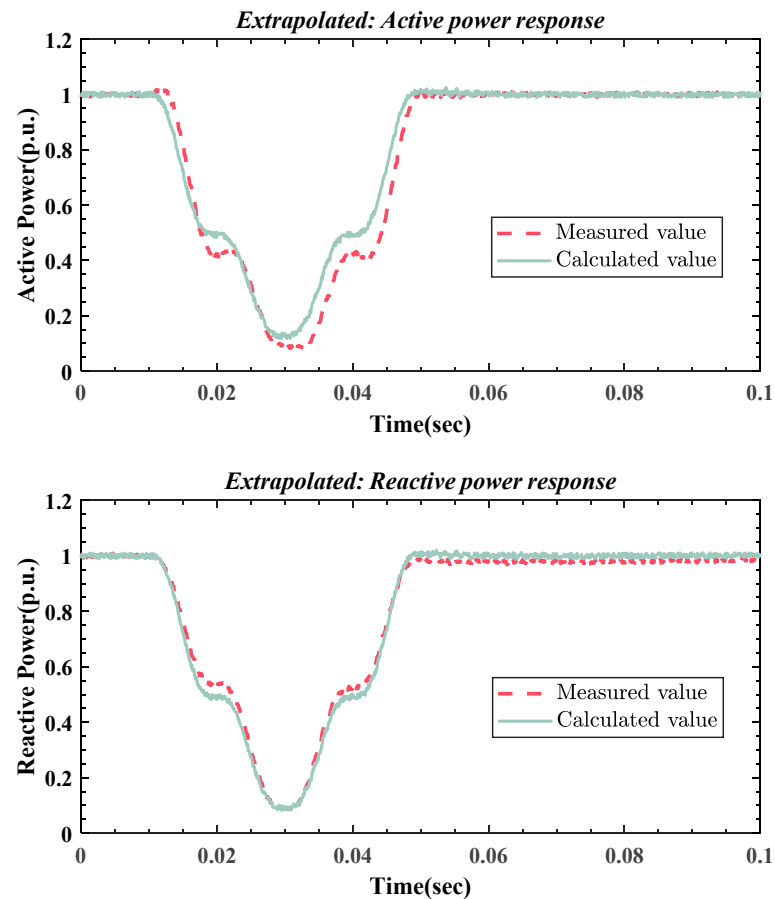 Extrapolated: Active power response
1.2
1
0.8
0.6
0.4
0.2
0
Active Power(p.u.)
Measured value
Calculated value
0 0.02 0.04 0.06 0.08 0.1
Time(sec)
Extrapolated: Reactive power response
1.2
1
0.8
0.6
0.4
0.2
0
Reactive Power(p.u.)
Measured value
Calculated value
0 0.02 0.04 0.06 0.08 0.1
Time(sec)